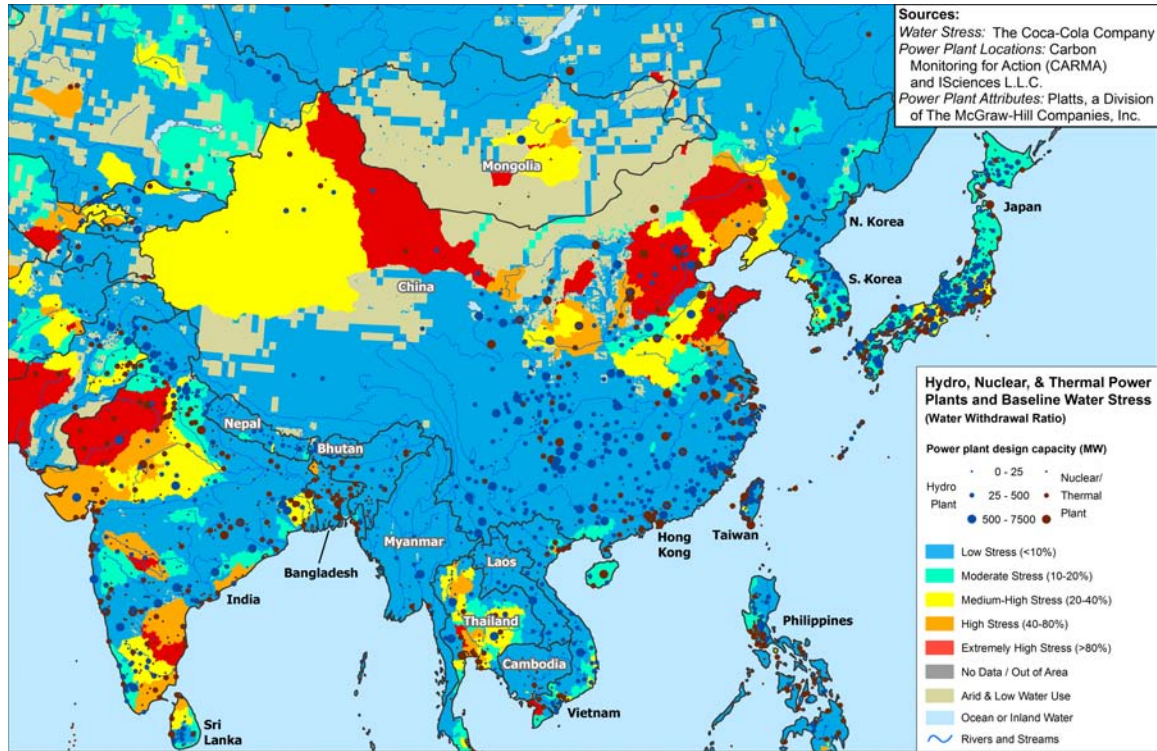 Sources:
Water Stress: The Coca-Cola Company
Power Plant Locations: Carbon
Monitoring for Action (CARMA)
and ISciences L.L.C.
Power Plant Attributes: Platts, a Division
of The McGraw-Hill Companies, Inc.
Mongolia
Japan
N. Korea
S. Korea
China
Nepal
Bhutan
Myanmar
Laos
Hong
Kong
Taiwan
Bangladesh
India
Thailand
Philippines
Cambodia
Vietnam
Sri
Lanka
Hydro, Nuclear, & Thermal Power
Plants and Baseline Water Stress
(Water Withdrawal Ratio)
Power plant design capacity (MW)
Hydro
Plant
0 - 25
25 - 500
500 - 7500
Nuclear/
Thermal
Plant
Low Stress (<10%)
Moderate Stress (10-20%)
Medium-High Stress (20-40%)
High Stress (40-80%)
Extremely High Stress (>80%)
No Data / Out of Area
Arid & Low Water Use
Ocean or Inland Water
Rivers and Streams